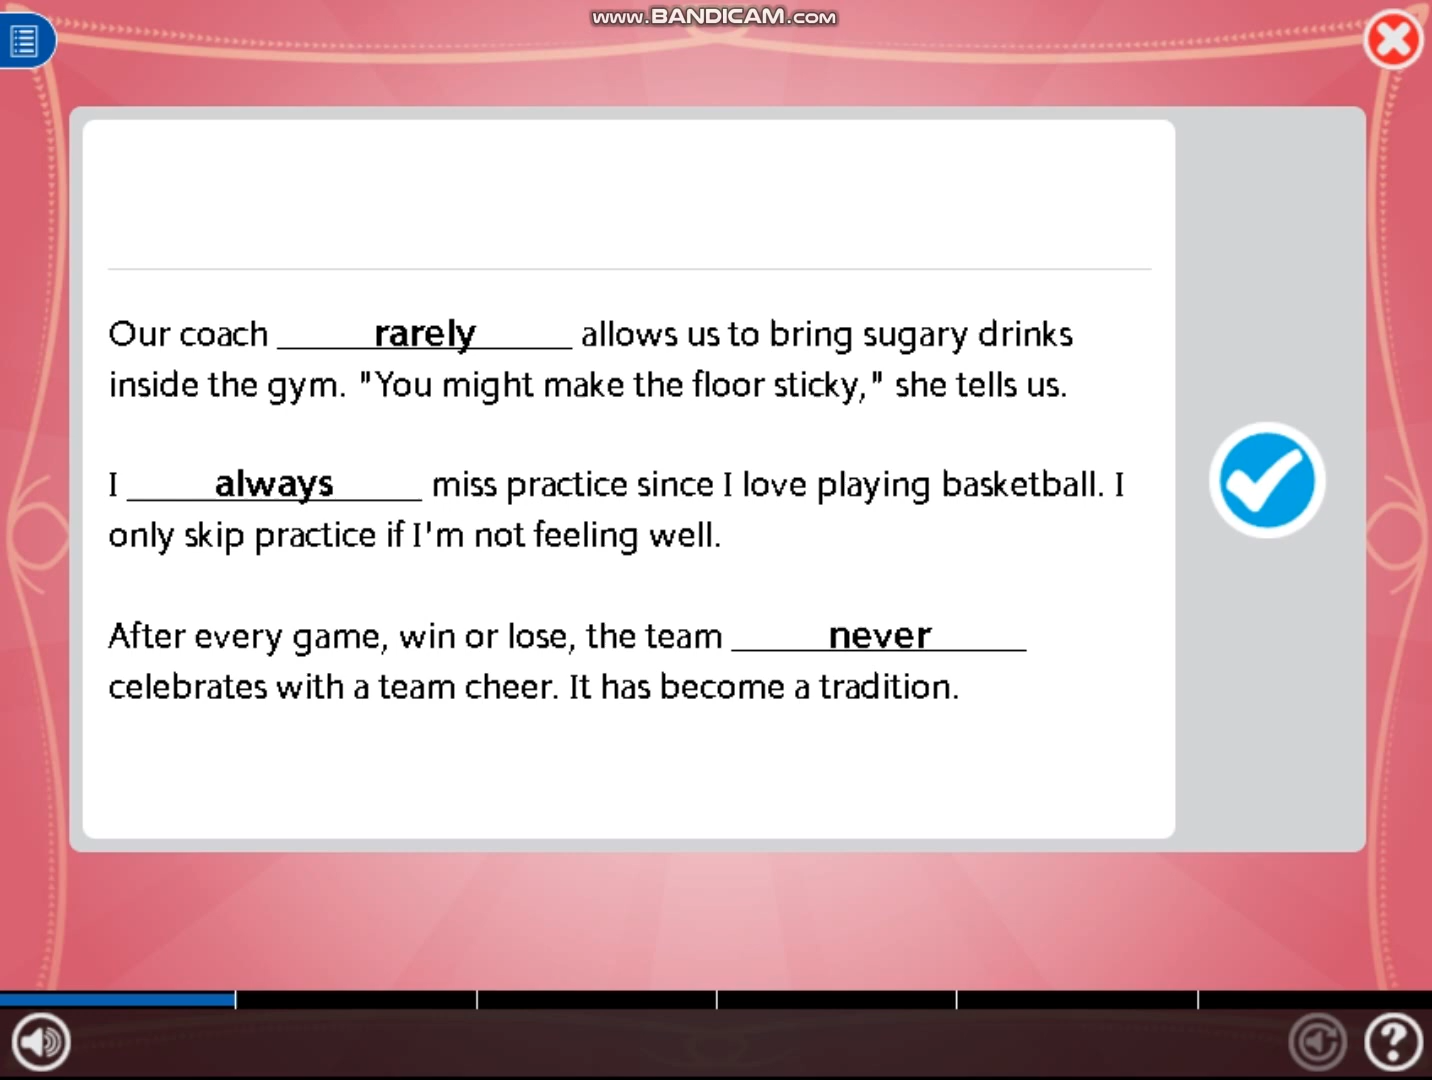 www.BANDICAM.com
Our coach rarely allows us to bring sugary drinks
inside the gym. "You might make the floor sticky," she tells us.
I always miss practice since I love playing basketball. I
only skip practice if I'm not feeling well.
After every game, win or lose, the team never
celebrates with a team cheer. It has become a tradition.
?